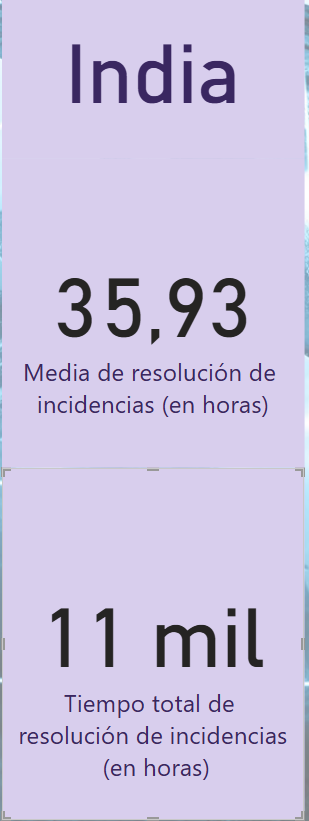 India
35,93
Media de resolución de
incidencias (en horas)
11 mil
Tiempo total de
resolución de incidencias
(en horas)